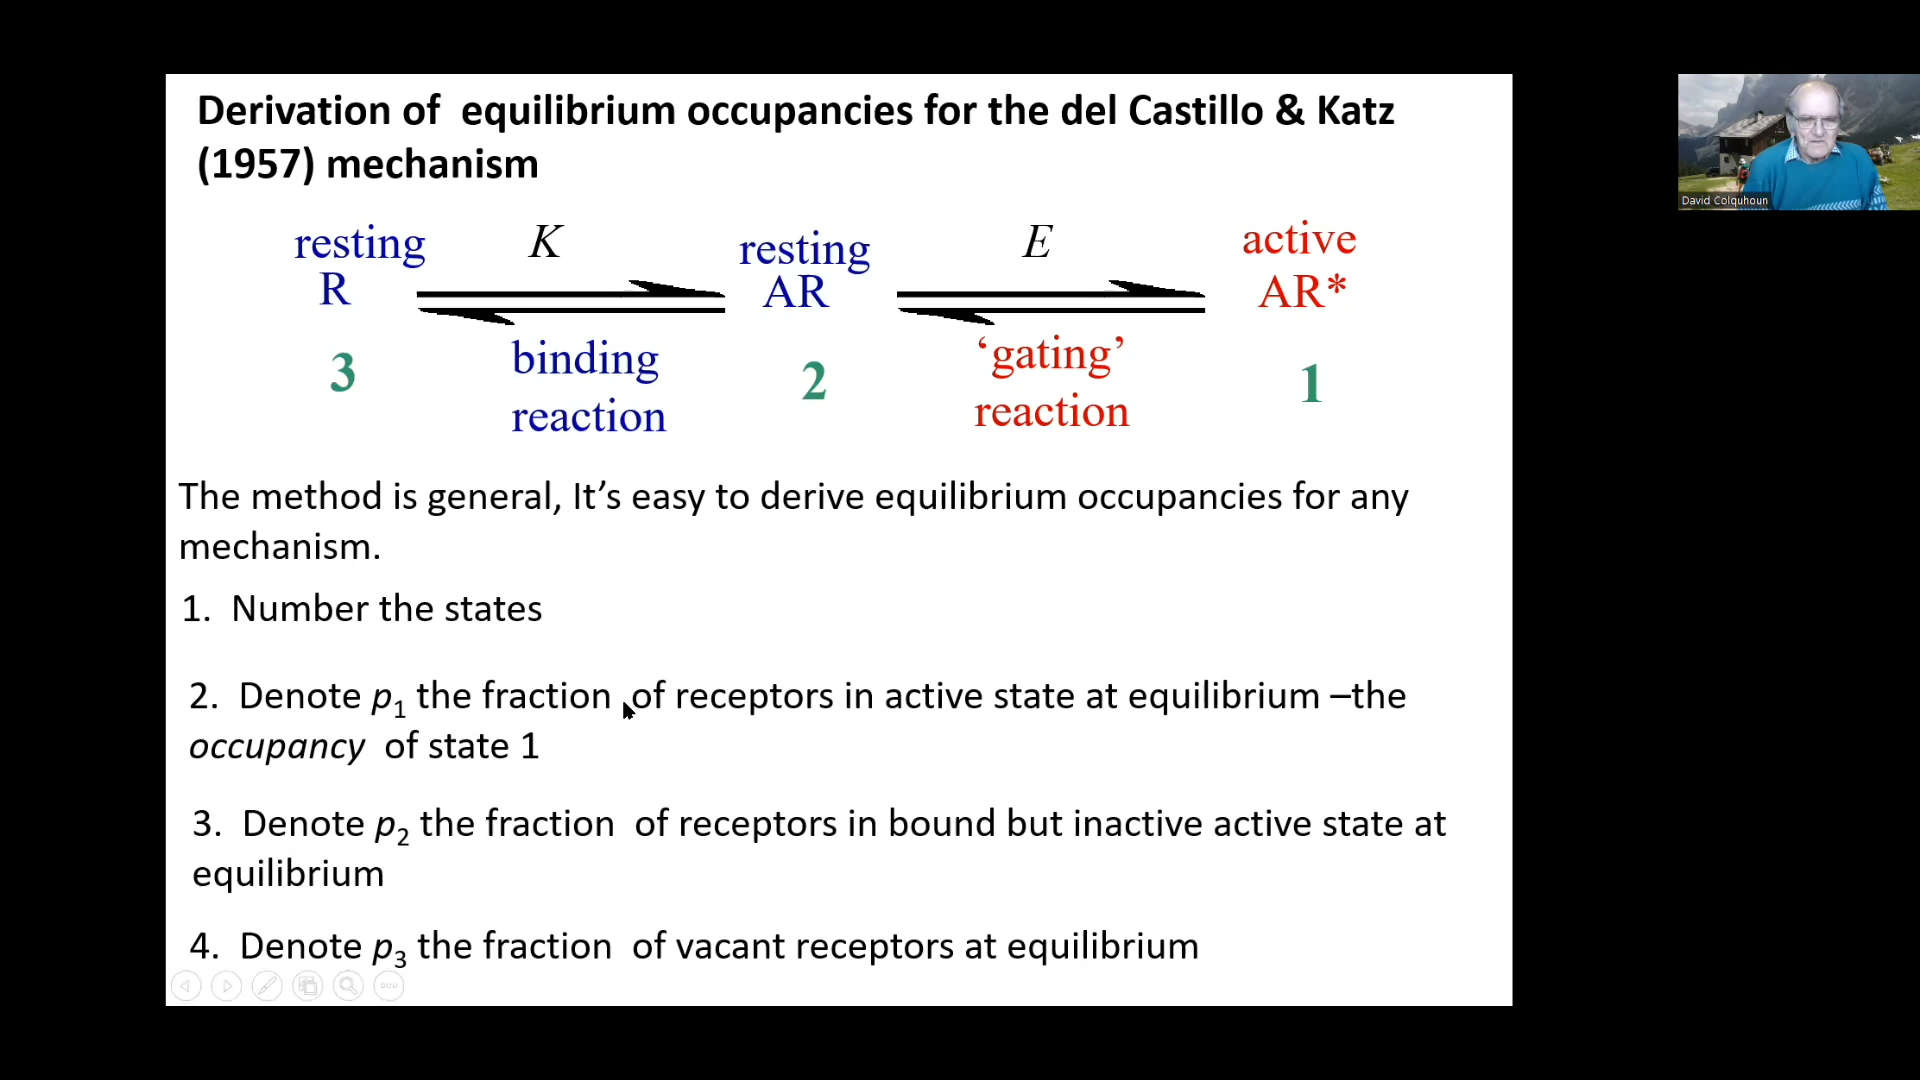 Derivation of  equilibrium occupancies for the del Castillo & Katz
(1957) mechanism
resting K resting E active
R AR AR*
3 binding 2 ‘gating’ 1
reaction reaction
The method is general, It’s easy to derive equilibrium occupancies for any
mechanism.
1.  Number the states
2.  Denote p1 the fraction  of receptors in active state at equilibrium –the
occupancy  of state 1
3.  Denote p2 the fraction  of receptors in bound but inactive active state at
equilibrium
4.  Denote p3 the fraction  of vacant receptors at equilibrium
David Colquhoun